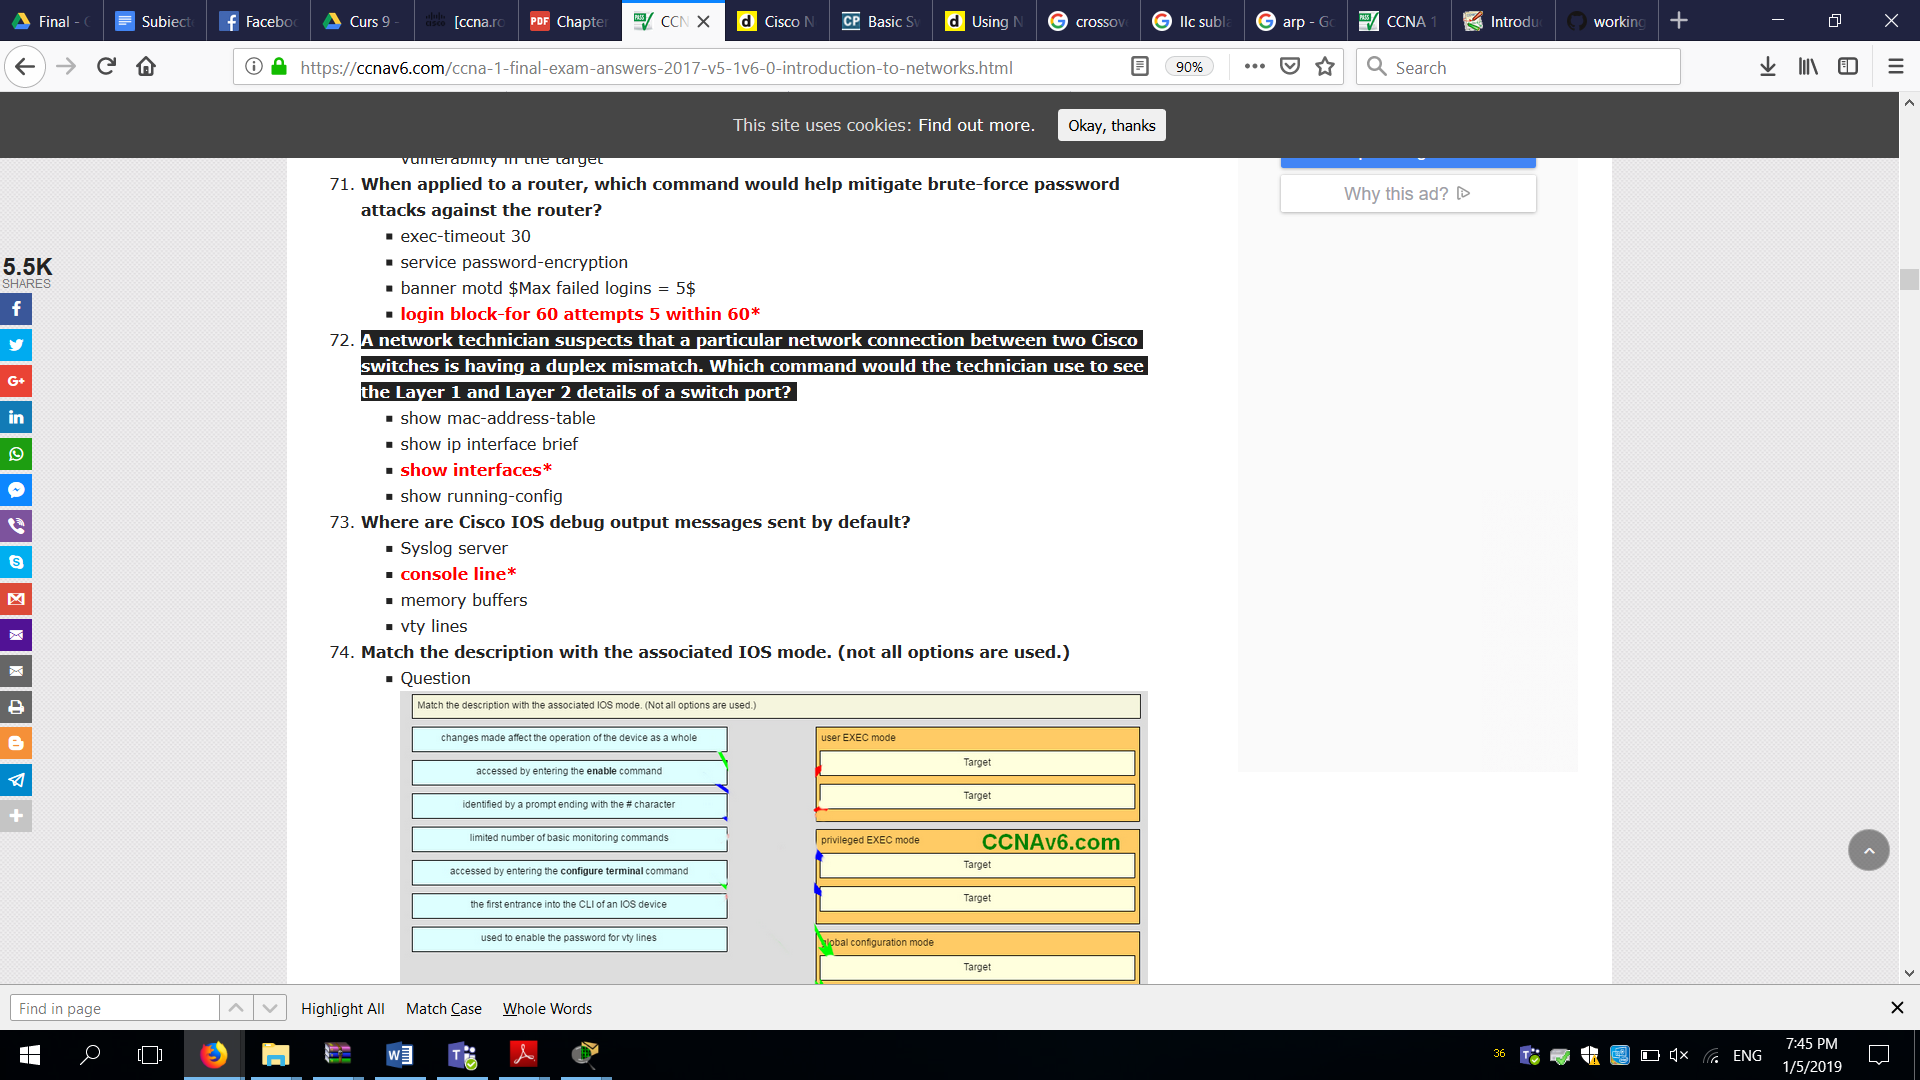 Final - G
Subiect
Facebo
Curs 9 -
[ccna.ro
Chapter
CCN
Cisco N
Basic Sw
Using N
crossov
llc subl
arp - Go
CCNA 1
Introdu
working
https://ccnav6.com/ccna-1-final-exam-answers-2017-v5-1v6-0-introduction-to-networks.html
90%
Search
This site uses cookies: Find out more.
Okay, thanks
vulnerability in the target
Why this ad?
71. When applied to a router, which command would help mitigate brute-force password
attacks against the router?
exec-timeout 30
service password-encryption
banner motd $Max failed logins = 5$
login block-for 60 attempts 5 within 60*
5.5K
SHARES
72. A network technician suspects that a particular network connection between two Cisco
switches is having a duplex mismatch. Which command would the technician use to see
the Layer 1 and Layer 2 details of a switch port?
show mac-address-table
show ip interface brief
show interfaces*
show running-config
73. Where are Cisco IOS debug output messages sent by default?
Syslog server
console line*
memory buffers
vty lines
74. Match the description with the associated IOS mode. (not all options are used.)
Question
Match the description with the associated IOS mode. (Not all options are used.)
changes made affect the operation of the device as a whole
accessed by entering the enable command
identified by a prompt ending with the # character
limited number of basic monitoring commands
accessed by entering the configure terminal command
the first entrance into the CLI of an IOS device
used to enable the password for vty lines
user EXEC mode
Target
Target
privileged EXEC mode
CCNAv6.com
Target
Target
global configuration mode
Target
Find in page
Highlight All
Match Case
Whole Words
36
ENG
7:45 PM
1/5/2019